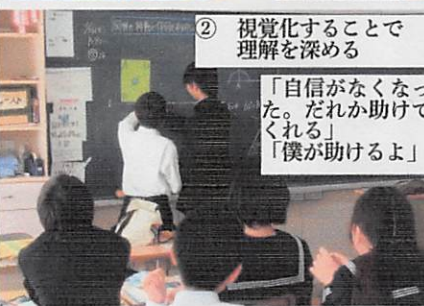 ② 視覚化することで
理解を深める
「自信がなくなっ
た。だれか助けて
くれる」
「僕が助けるよ」